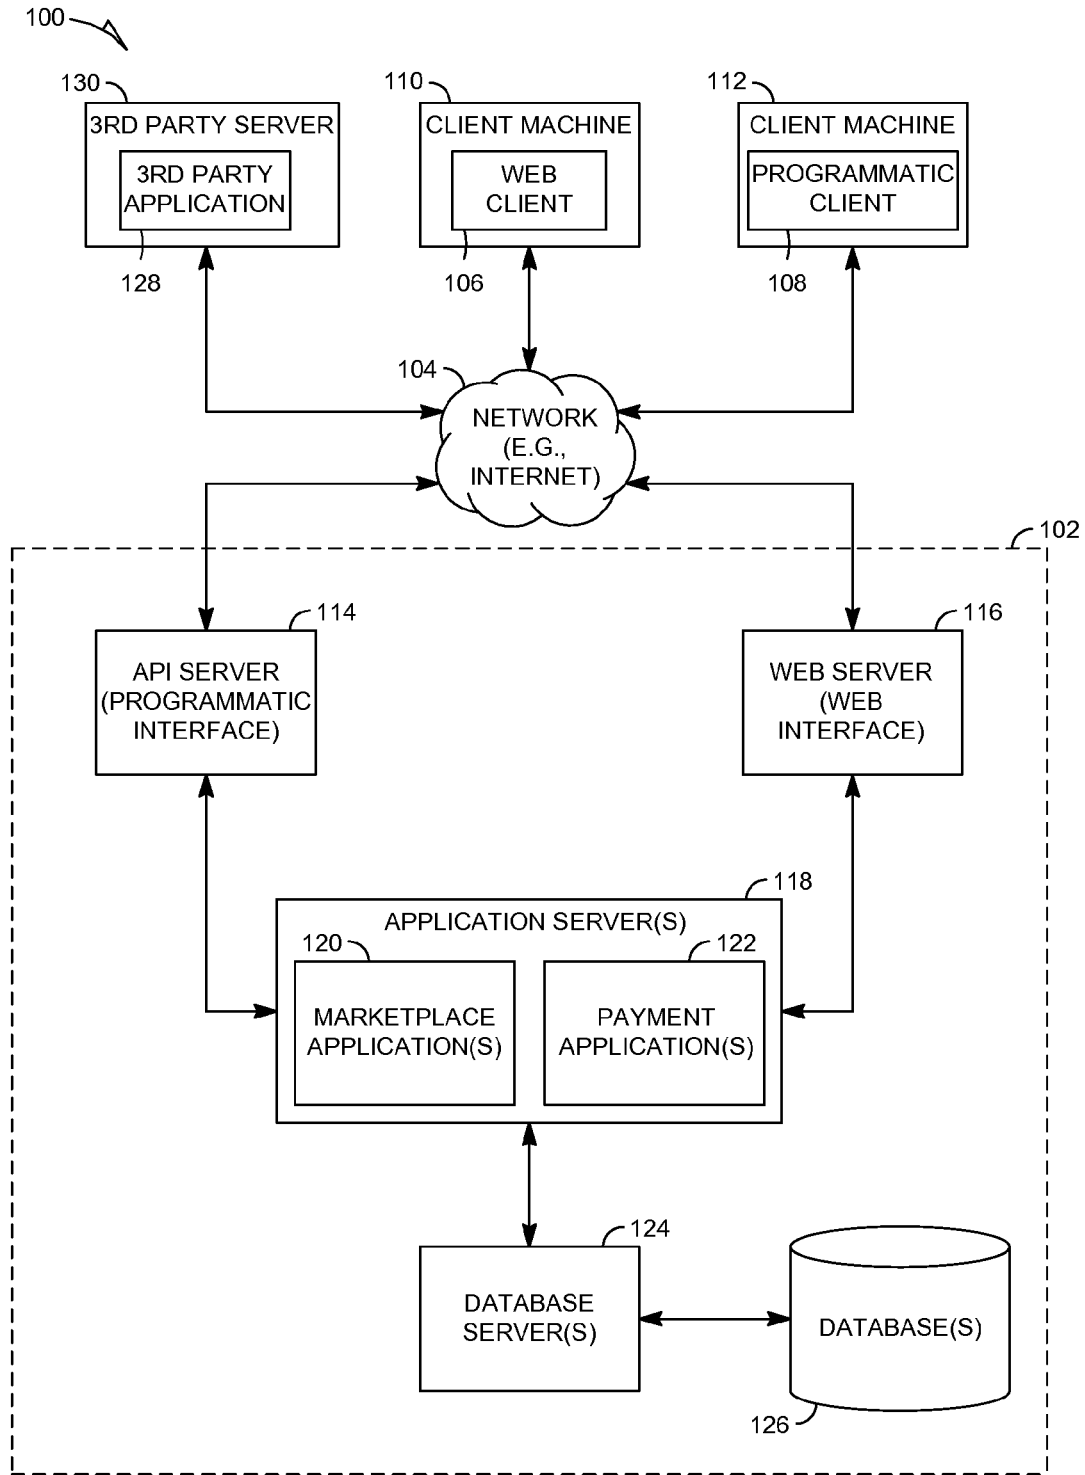 100
130
110
112
3RD PARTY SERVER
3RD PARTY
APPLICATION
128
CLIENT MACHINE
WEB
CLIENT
106
CLIENT MACHINE
PROGRAMMATIC
CLIENT
108
104
NETWORK
(E.G.,
INTERNET)
102
114
API SERVER
(PROGRAMMATIC
INTERFACE)
116
WEB SERVER
(WEB
INTERFACE)
118
APPLICATION SERVER(S)
120
MARKETPLACE
APPLICATION(S)
122
PAYMENT
APPLICATION(S)
124
DATABASE
SERVER(S)
DATABASE(S)
126